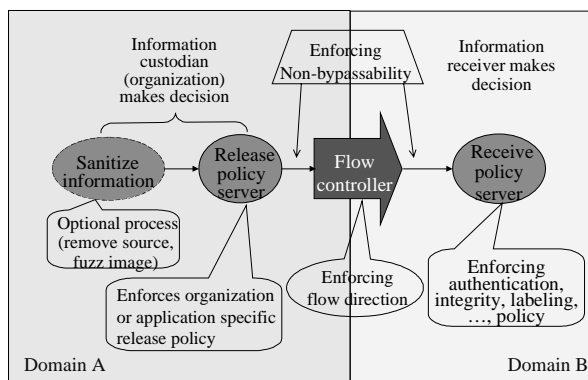 Information
custodian
(organization)
makes decision
Enforcing
Non-bypassability
Information
receiver makes
decision
Sanitize
information
Release
policy
server
Flow
controller
Receive
policy
server
Optional process
(remove source,
fuzz image)
Enforces organization
or application specific
release policy
Enforcing
flow direction
Enforcing
authentication,
integrity, labeling,
…, policy
Domain A
Domain B